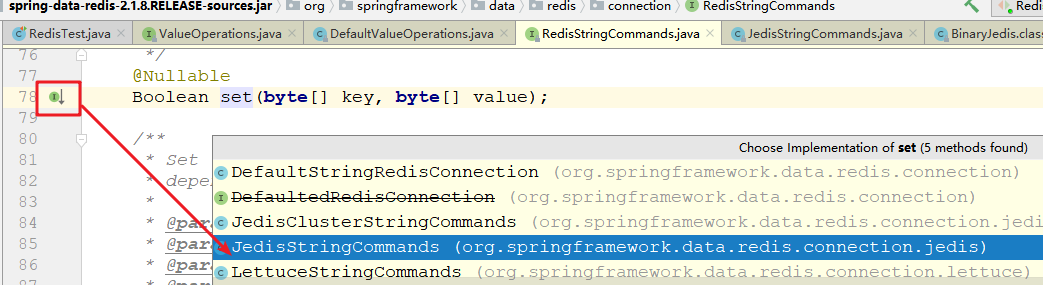 spring-data-redis-2.1.8.RELEASE-sources.jar org springframework data redis connection RedisStringCommands Redi
RedisTest.java ValueOperations.java DefaultValueOperations.java RedisStringCommands.java JedisStringCommands.java BinaryJedis.class
76 */
77 @Nullable
78 Boolean set(byte[] key, byte[] value);
79
80 /**
81 * Set
Choose Implementation of set (5 methods found)
82 * depe
DefaultStringRedisConnection (org.springframework.data.redis.connection)
83 *
DefaultedRedisConnection (org.springframework.data.redis.connection)
84 * @para
JedisClusterStringCommands (org.springframework.data.redis.connection.jedi
85 * @para
JedisStringCommands (org.springframework.data.redis.connection.jedis)
86 * @para
LettuceStringCommands (org.springframework.data.redis.connection.lettuce)
87